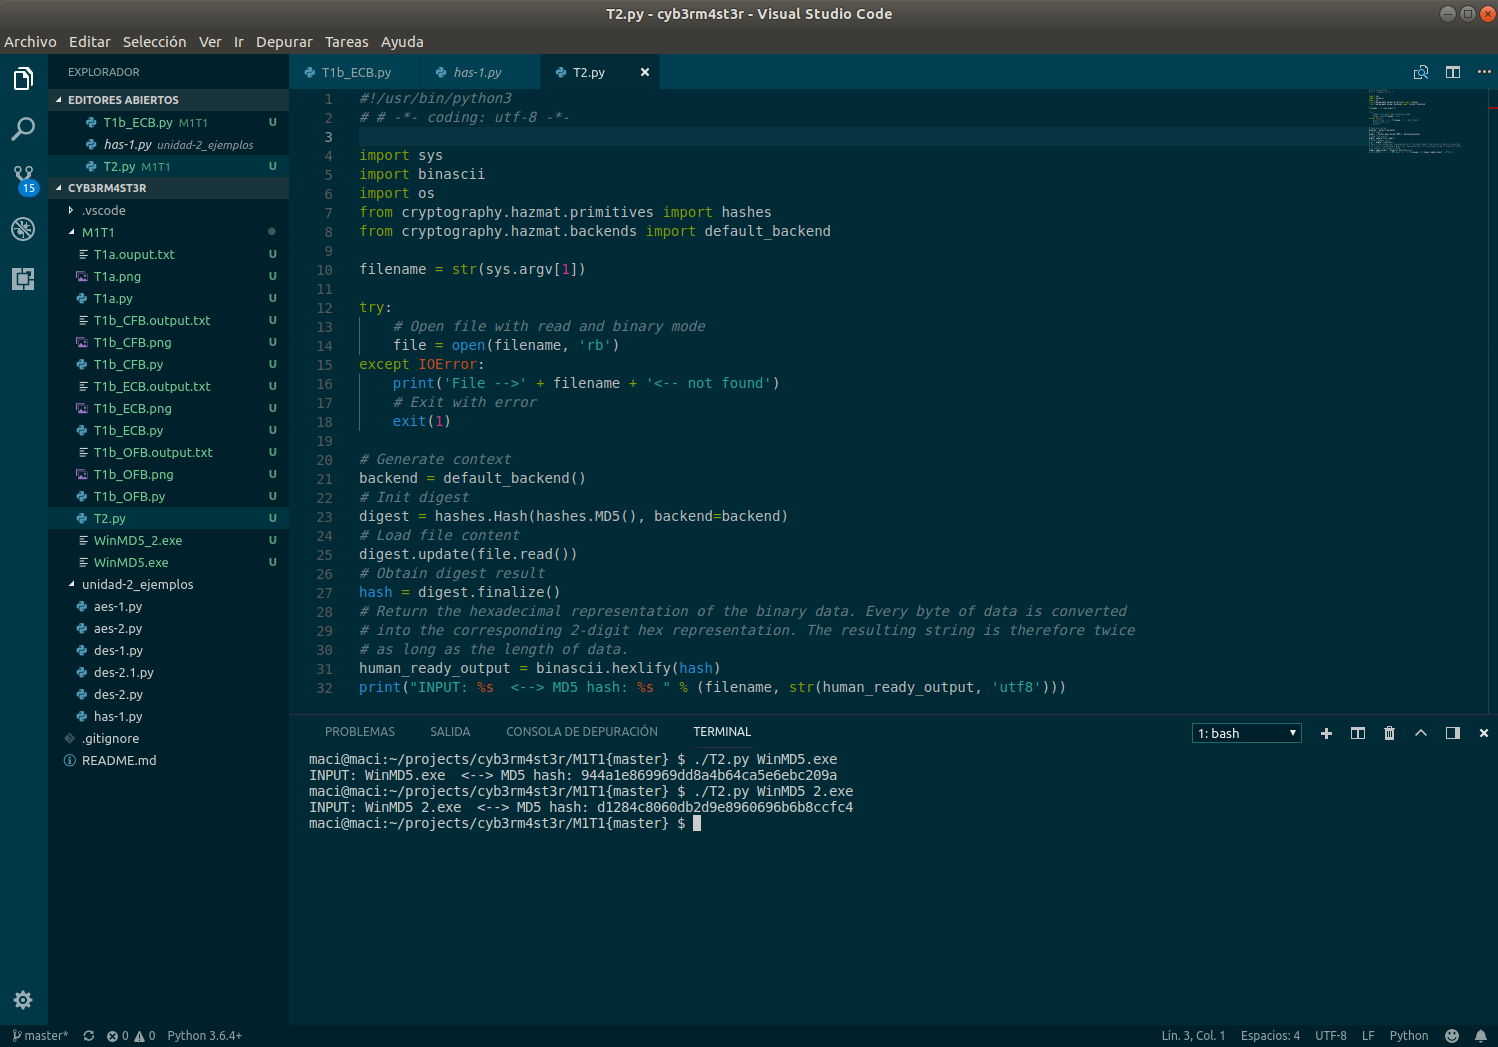 T2.py - cyb3rm4st3r - Visual Studio Code
Archivo Editar Selección Ver Ir Depurar Tareas Ayuda
EXPLORADOR
EDITORES ABIERTOS
T1b_ECB.py M1T1 U
has-1.py unidad-2_ejemplos
T2.py M1T1 U
15
CYB3RM4ST3R
.vscode
M1T1
T1a.ouput.txt U
T1a.png U
T1a.py U
T1b_CFB.output.txt U
T1b_CFB.png U
T1b_CFB.py U
T1b_ECB.output.txt U
T1b_ECB.png U
T1b_ECB.py U
T1b_OFB.output.txt U
T1b_OFB.png U
T1b_OFB.py U
T2.py U
WinMD5_2.exe U
WinMD5.exe U
unidad-2_ejemplos
aes-1.py
aes-2.py
des-1.py
des-2.1.py
des-2.py
has-1.py
.gitignore
README.md
T1b_ECB.py has-1.py T2.py
1 #!/usr/bin/python3
2 # # -*- coding: utf-8 -*-
3
4 import sys
5 import binascii
6 import os
7 from cryptography.hazmat.primitives import hashes
8 from cryptography.hazmat.backends import default_backend
9
10 filename = str(sys.argv[1])
11
12 try:
13 # Open file with read and binary mode
14 file = open(filename, 'rb')
15 except IOError:
16 print('File -->' + filename + '<-- not found')
17 # Exit with error
18 exit(1)
19
20 # Generate context
21 backend = default_backend()
22 # Init digest
23 digest = hashes.Hash(hashes.MD5(), backend=backend)
24 # Load file content
25 digest.update(file.read())
26 # Obtain digest result
27 hash = digest.finalize()
28 # Return the hexadecimal representation of the binary data. Every byte of data is converted
29 # into the corresponding 2-digit hex representation. The resulting string is therefore twice
30 # as long as the length of data.
31 human_ready_output = binascii.hexlify(hash)
32 print("INPUT: %s  <--> MD5 hash: %s " % (filename, str(human_ready_output, 'utf8')))
PROBLEMAS SALIDA CONSOLA DE DEPURACIÓN TERMINAL 1: bash
maci@maci:~/projects/cyb3rm4st3r/M1T1{master} $ ./T2.py WinMD5.exe
INPUT: WinMD5.exe  <--> MD5 hash: 944a1e869969dd8a4b64ca5e6ebc209a
maci@maci:~/projects/cyb3rm4st3r/M1T1{master} $ ./T2.py WinMD5 2.exe
INPUT: WinMD5 2.exe  <--> MD5 hash: d1284c8060db2d9e8960696b6b8ccfc4
maci@maci:~/projects/cyb3rm4st3r/M1T1{master} $
master* 0 0 Python 3.6.4+ Lín. 3, Col. 1 Espacios: 4 UTF-8 LF Python